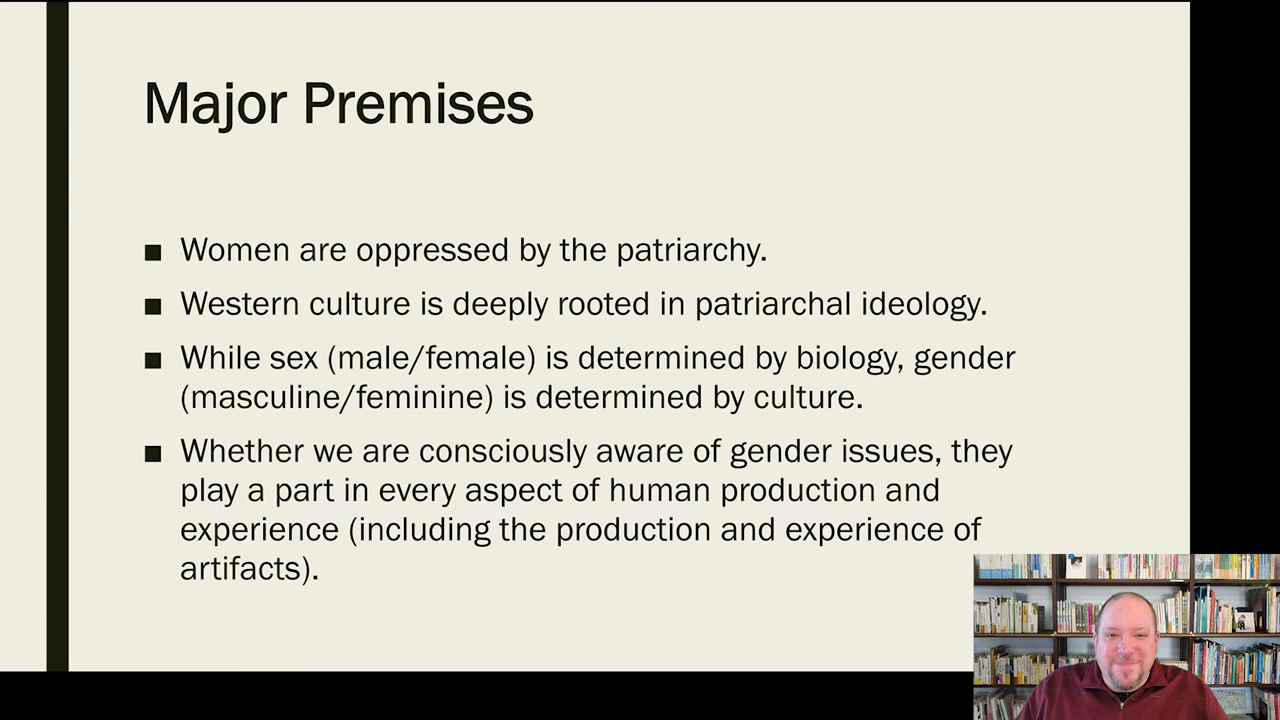 Major Premises
■ Women are oppressed by the patriarchy.
■ Western culture is deeply rooted in patriarchal ideology.
■ While sex (male/female) is determined by biology, gender
(masculine/feminine) is determined by culture.
■ Whether we are consciously aware of gender issues, they
play a part in every aspect of human production and
experience (including the production and experience of
artifacts).